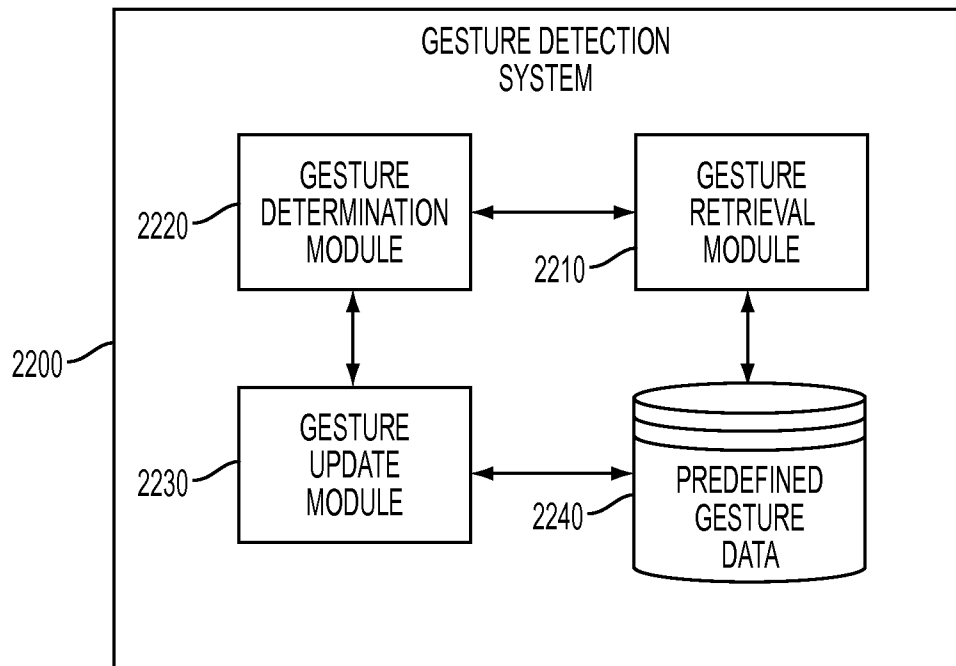 GESTURE DETECTION
SYSTEM
GESTURE
DETERMINATION
MODULE
2220
GESTURE
RETRIEVAL
MODULE
2210
2200
GESTURE
UPDATE
MODULE
2230
PREDEFINED
GESTURE
DATA
2240